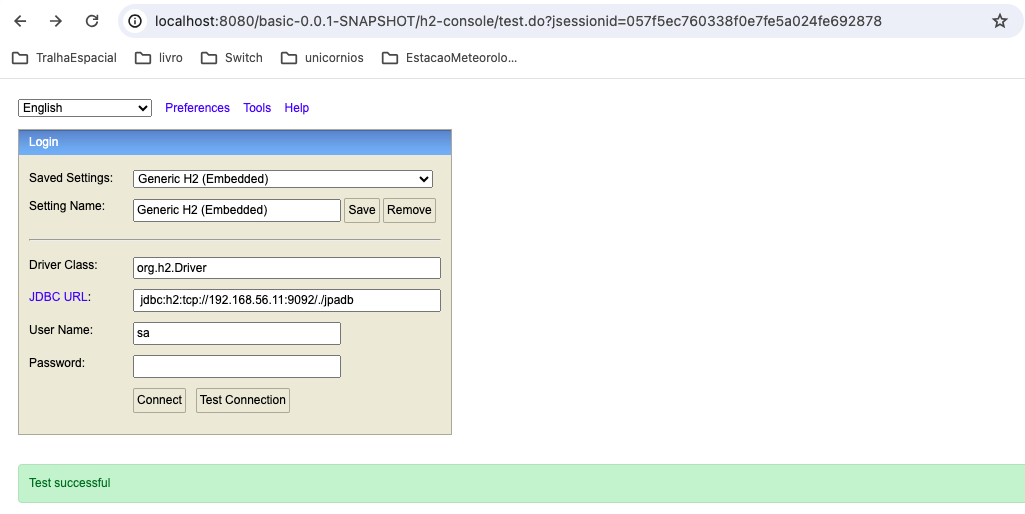 localhost:8080/basic-0.0.1-SNAPSHOT/h2-console/test.do?jsessionid=057f5ec760338f0e7fe5a024fe692878
TralhaEspacial livro Switch unicornios EstacaoMeteorolo...
English Preferences Tools Help
Login
Saved Settings: Generic H2 (Embedded)
Setting Name: Generic H2 (Embedded) Save Remove
Driver Class: org.h2.Driver
JDBC URL: jdbc:h2:tcp://192.168.56.11:9092/./jpadb
User Name: sa
Password:
Connect Test Connection
Test successful